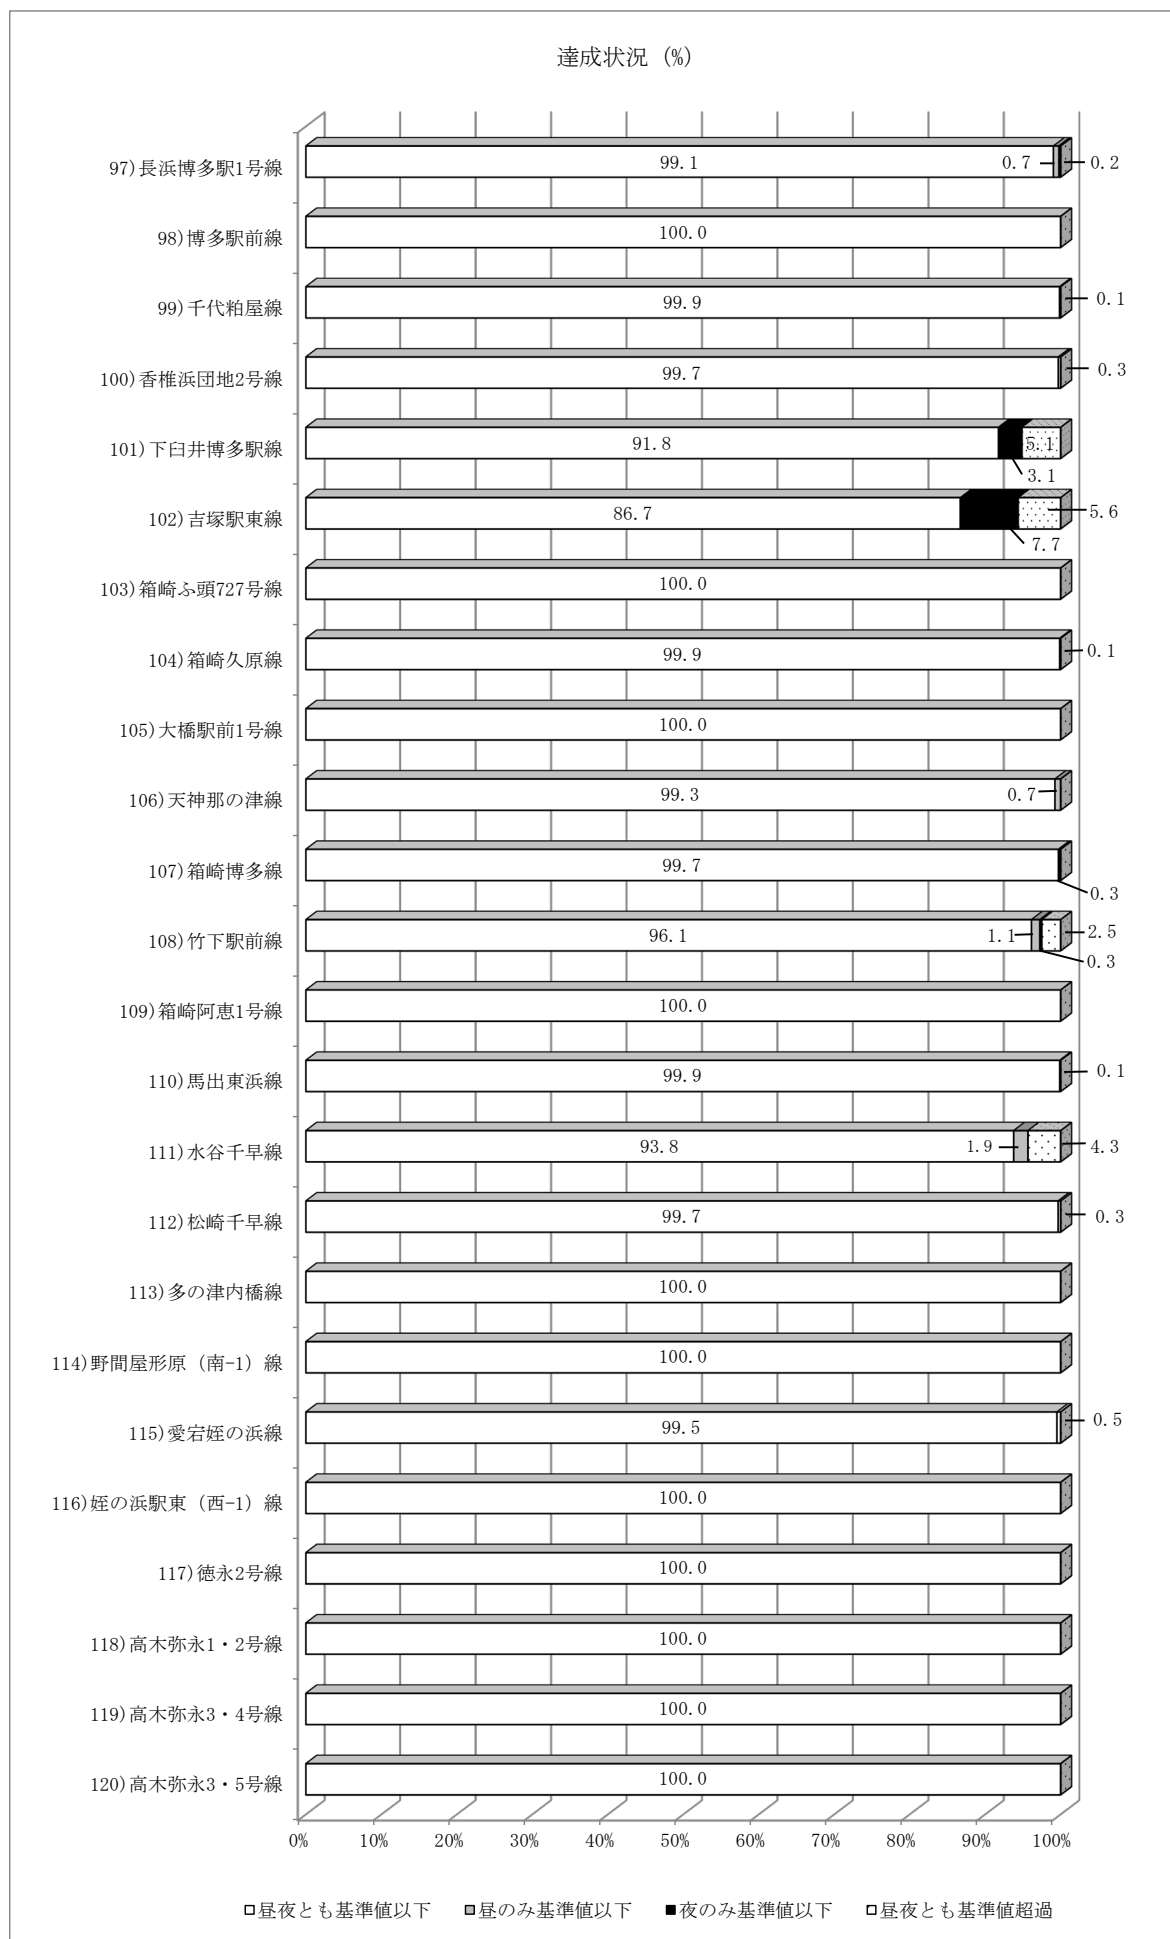 達成状況 (%)
97)長浜博多駅1号線 99.1 0.7 0.2
98)博多駅前線 100.0
99)千代粕屋線 99.9 0.1
100)香椎浜団地2号線 99.7 0.3
101)下臼井博多駅線 91.8 5.1
3.1
102)吉塚駅東線 86.7 5.6
7.7
103)箱崎ふ頭727号線 100.0
104)箱崎久原線 99.9 0.1
105)大橋駅前1号線 100.0
106)天神那の津線 99.3 0.7
107)箱崎博多線 99.7
0.3
108)竹下駅前線 96.1 1.1 2.5
0.3
109)箱崎阿恵1号線 100.0
110)馬出東浜線 99.9 0.1
111)水谷千早線 93.8 1.9 4.3
112)松崎千早線 99.7 0.3
113)多の津内橋線 100.0
114)野間屋形原（南-1）線 100.0
115)愛宕姪の浜線 99.5 0.5
116)姪の浜駅東（西-1）線 100.0
117)徳永2号線 100.0
118)高木弥永1・2号線 100.0
119)高木弥永3・4号線 100.0
120)高木弥永3・5号線 100.0
0% 10% 20% 30% 40% 50% 60% 70% 80% 90% 100%
昼夜とも基準値以下 昼のみ基準値以下 夜のみ基準値以下 昼夜とも基準値超過